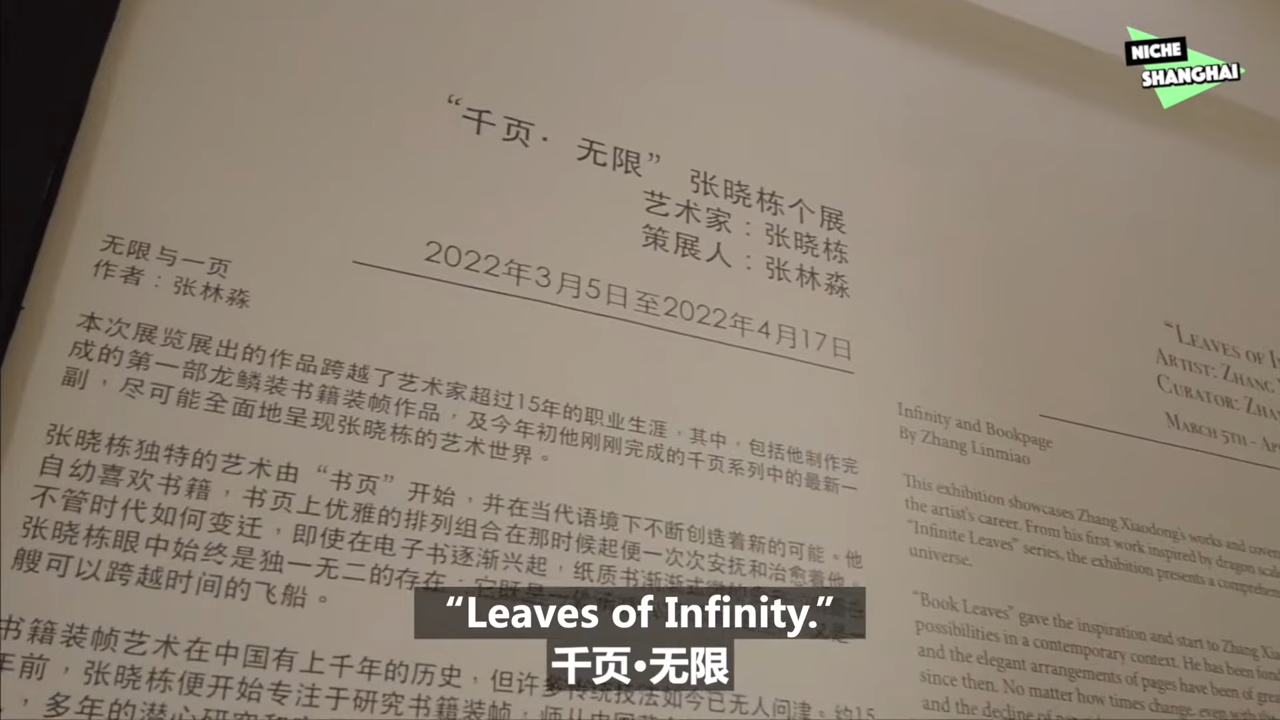 NICHE
SHANGHAI
“千页· 无限” 张晓栋个展
艺术家：张晓栋
策展人：张林淼
2022年3月5日至2022年4月17日
无限与一页
作者：张林淼
本次展览展出的作品跨越了艺术家超过15年的职业生涯，其中，包括他制作完
成的第一部龙鳞装书籍装帧作品，及今年初他刚刚完成的千页系列中的最新一
副，尽可能全面地呈现张晓栋的艺术世界。
张晓栋独特的艺术由“书页”开始，并在当代语境下不断创造着新的可能。他
自幼喜欢书籍，书页上优雅的排列组合在那时候起便一次次安抚和治愈着他。
不管时代如何变迁，即使在电子书逐渐兴起，纸质书渐渐式微
张晓栋眼中始终是独一无二的存在：它既是一
艘可以跨越时间的飞船。
书籍装帧艺术在中国有上千年的历史，但许多传统技法如今已无人问津。约15
年前，张晓栋便开始专注于研究书籍装帧，师从中国
，多年的潜心研究和
“Leaves of
Artist: Zhang
Curator:
March 5th -
Infinity and Bookpage
By Zhang Linmiao
This exhibition showcases Zhang Xiaodong's works and
the artist's career. From his first work inspired by dragon
“Infinite Leaves” series, the exhibition presents a
universe.
“Book Leaves” gave the inspiration and start to Zhang
possibilities in a contemporary context. He has been
and the elegant arrangements of pages have been of
since then. No matter how times change, even with
and the decline of
“Leaves of Infinity.”
千页•无限